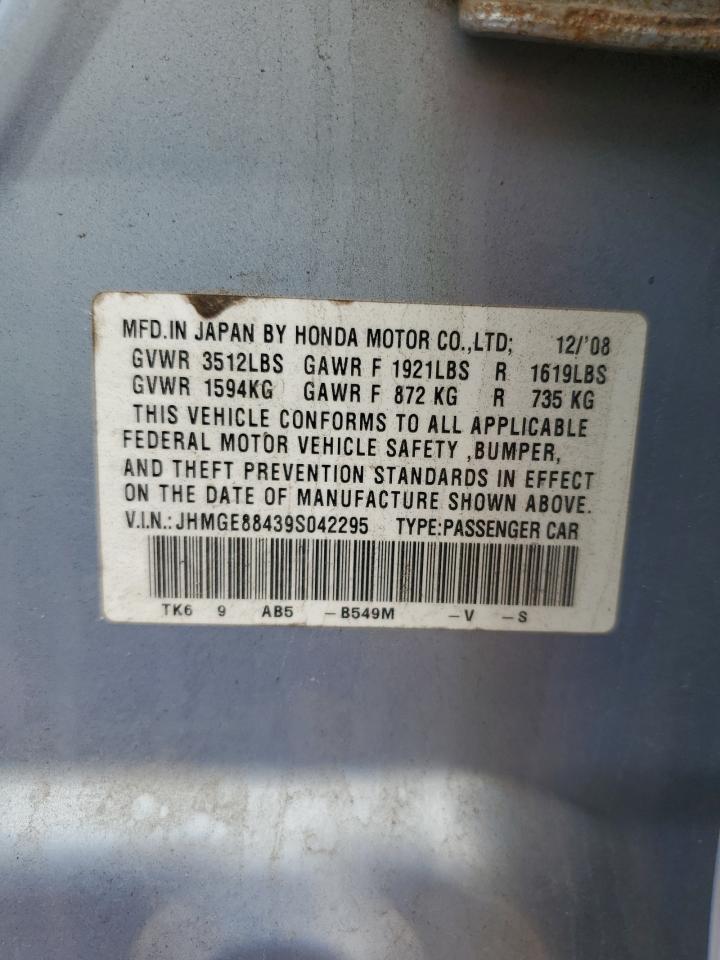 MFD.IN JAPAN BY HONDA MOTOR CO.,LTD; 12/'08
GVWR 3512LBS GAWR F 1921LBS R 1619LBS
GVWR 1594KG GAWR F 872 KG R 735 KG
THIS VEHICLE CONFORMS TO ALL APPLICABLE
FEDERAL MOTOR VEHICLE SAFETY ,BUMPER,
AND THEFT PREVENTION STANDARDS IN EFFECT
ON THE DATE OF MANUFACTURE SHOWN ABOVE.
V.I.N.: JHMGE88439S042295 TYPE:PASSENGER CAR
TK6 9 AB5 -B549M -V -S